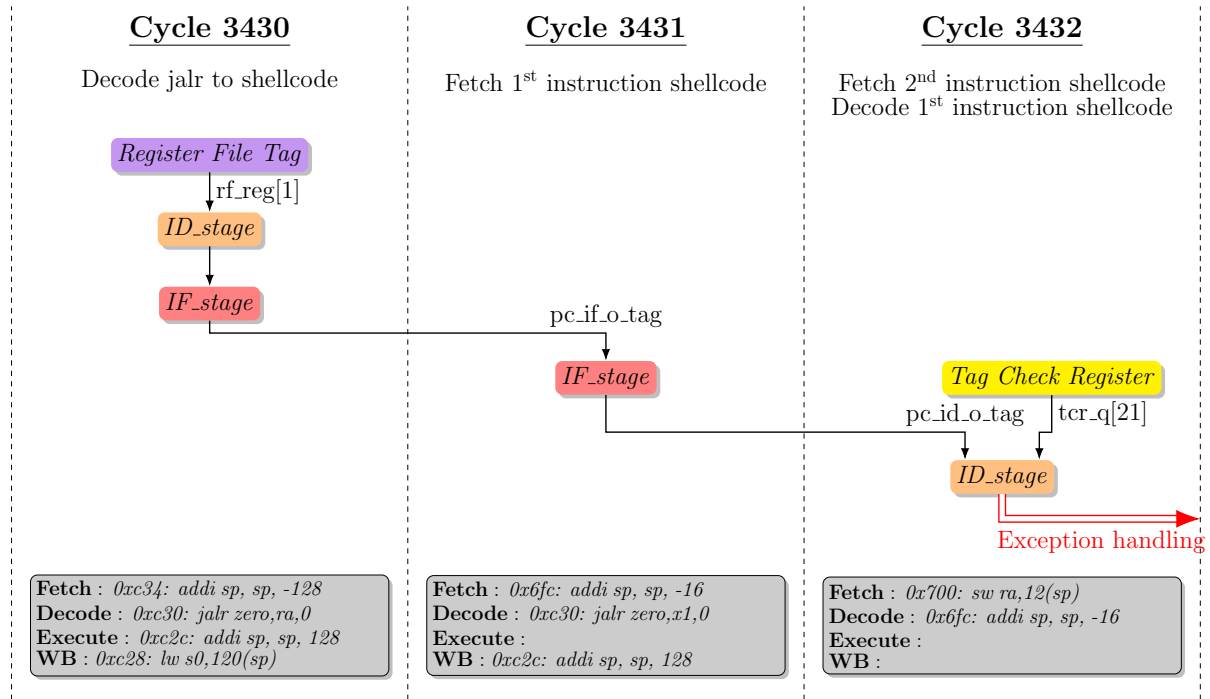 Cycle 3430
Decode jalr to shellcode
Register File Tag
rf_reg[1]
ID_stage
IF_stage
Fetch : 0xc34: addi sp, sp, -128
Decode : 0xc30: jalr zero,ra,0
Execute : 0xc2c: addi sp, sp, 128
WB : 0xc28: lw s0,120(sp)
Cycle 3431
Fetch 1st instruction shellcode
pc_if_o_tag
IF_stage
Fetch : 0x6fc: addi sp, sp, -16
Decode : 0xc30: jalr zero,x1,0
Execute :
WB : 0xc2c: addi sp, sp, 128
Cycle 3432
Fetch 2nd instruction shellcode
Decode 1st instruction shellcode
Tag Check Register
pc_id_o_tag
tcr_q[21]
ID_stage
Exception handling
Fetch : 0x700: sw ra,12(sp)
Decode : 0x6fc: addi sp, sp, -16
Execute :
WB :